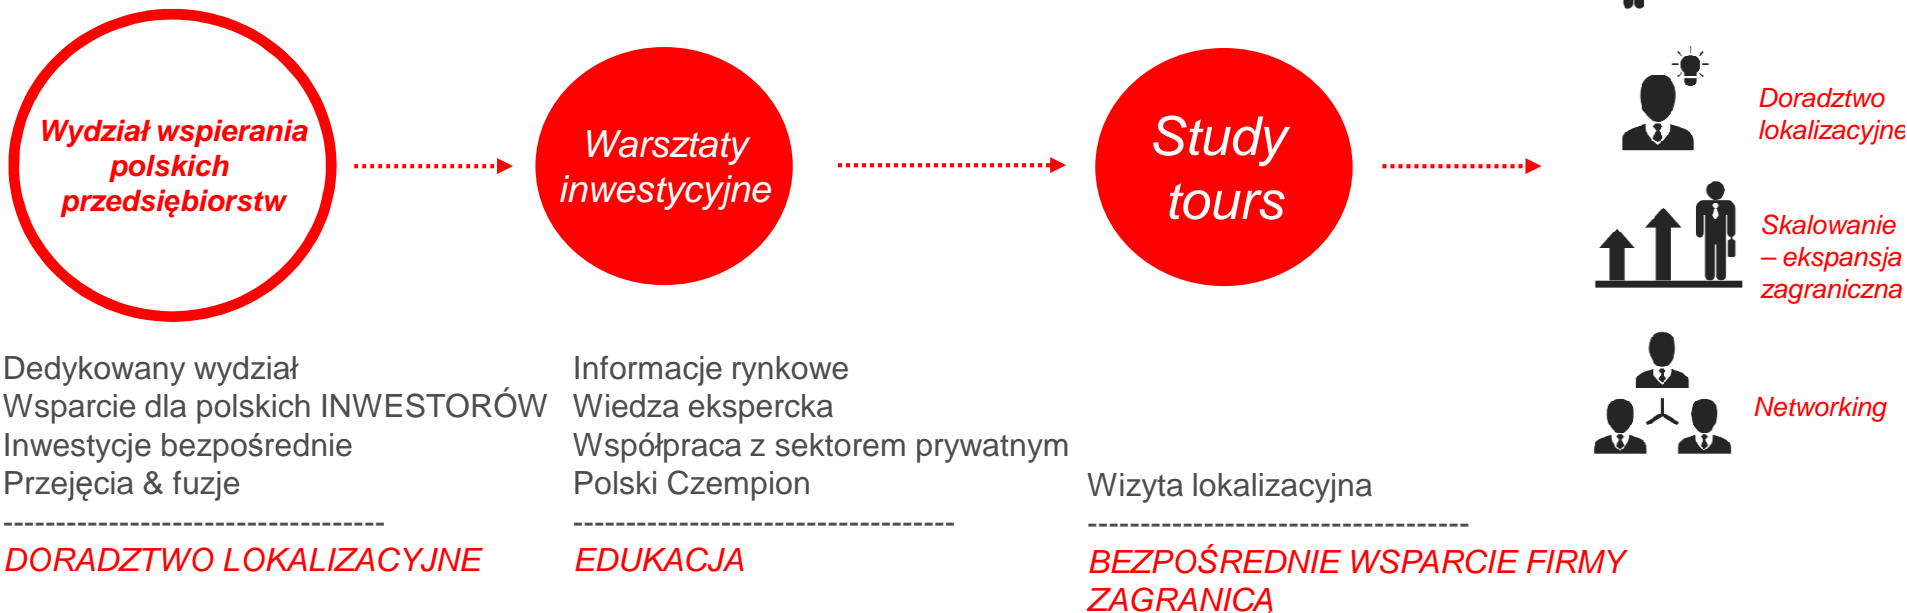 Wydział wspierania
polskich
przedsiębiorstw
Warsztaty
inwestycyjne
Study
tours
Doradztwo
lokalizacyjne
Skalowanie
– ekspansja
zagraniczna
Networking
Dedykowany wydział
Wsparcie dla polskich INWESTORÓW
Inwestycje bezpośrednie
Przejęcia & fuzje
------------------------------------
DORADZTWO LOKALIZACYJNE
Informacje rynkowe
Wiedza ekspercka
Współpraca z sektorem prywatnym
Polski Czempion
------------------------------------
EDUKACJA
Wizyta lokalizacyjna
------------------------------------
BEZPOŚREDNIE WSPARCIE FIRMY
ZAGRANICĄ